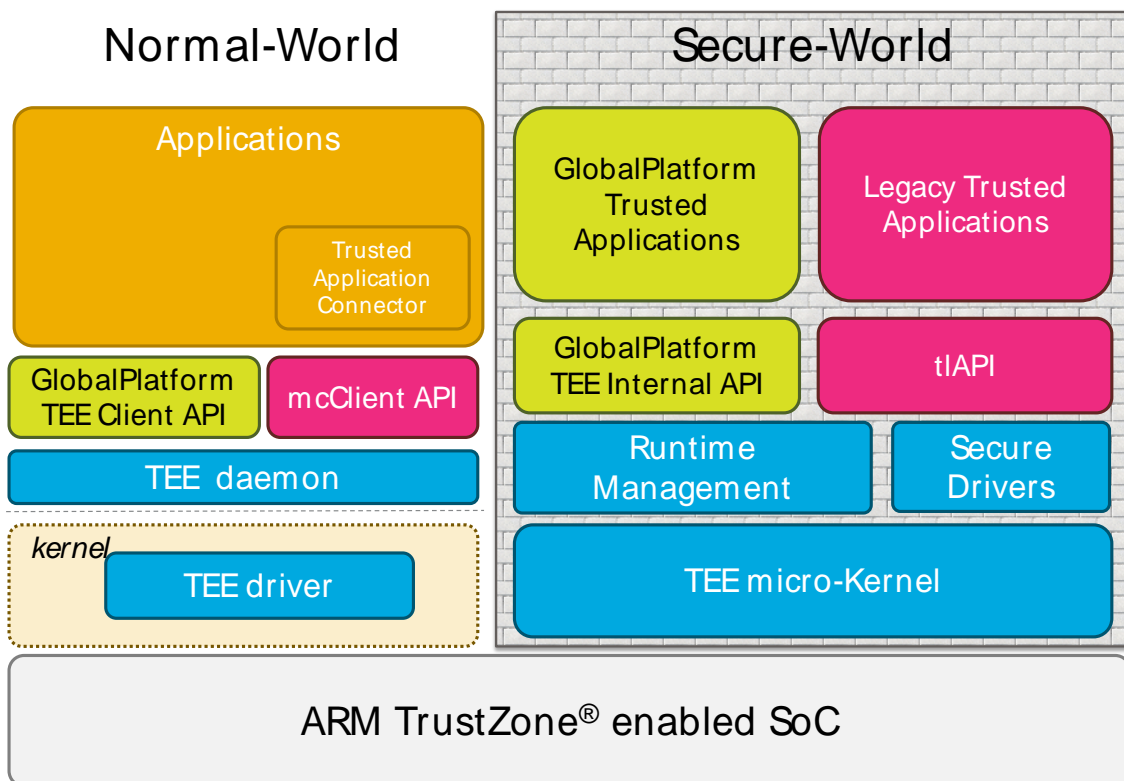 Normal-World
Applications
Trusted
Application
Connector
GlobalPlatform
TEE Client API
mcClient API
TEE daemon
kernel
TEE driver
Secure-World
GlobalPlatform
Trusted
Applications
Legacy Trusted
Applications
GlobalPlatform
TEE Internal API
tlAPI
Runtime
Management
Secure
Drivers
TEE micro-Kernel
ARM TrustZone® enabled SoC